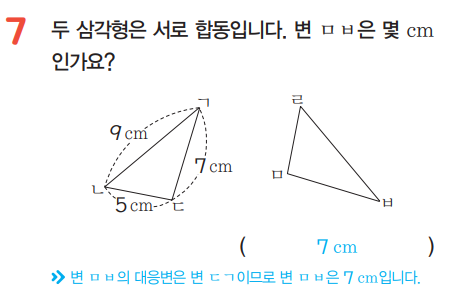 7 두 삼각형은 서로 합동입니다. 변 ㅁㅂ은 몇 cm
인가요?
ㄱ
ㄹ
9 cm
7 cm
ㅁ
ㄴ
5 cm
ㄷ
ㅂ
( 7 cm )
≫ 변 ㅁㅂ의 대응변은 변 ㄷㄱ이므로 변 ㅁㅂ은 7 cm입니다.